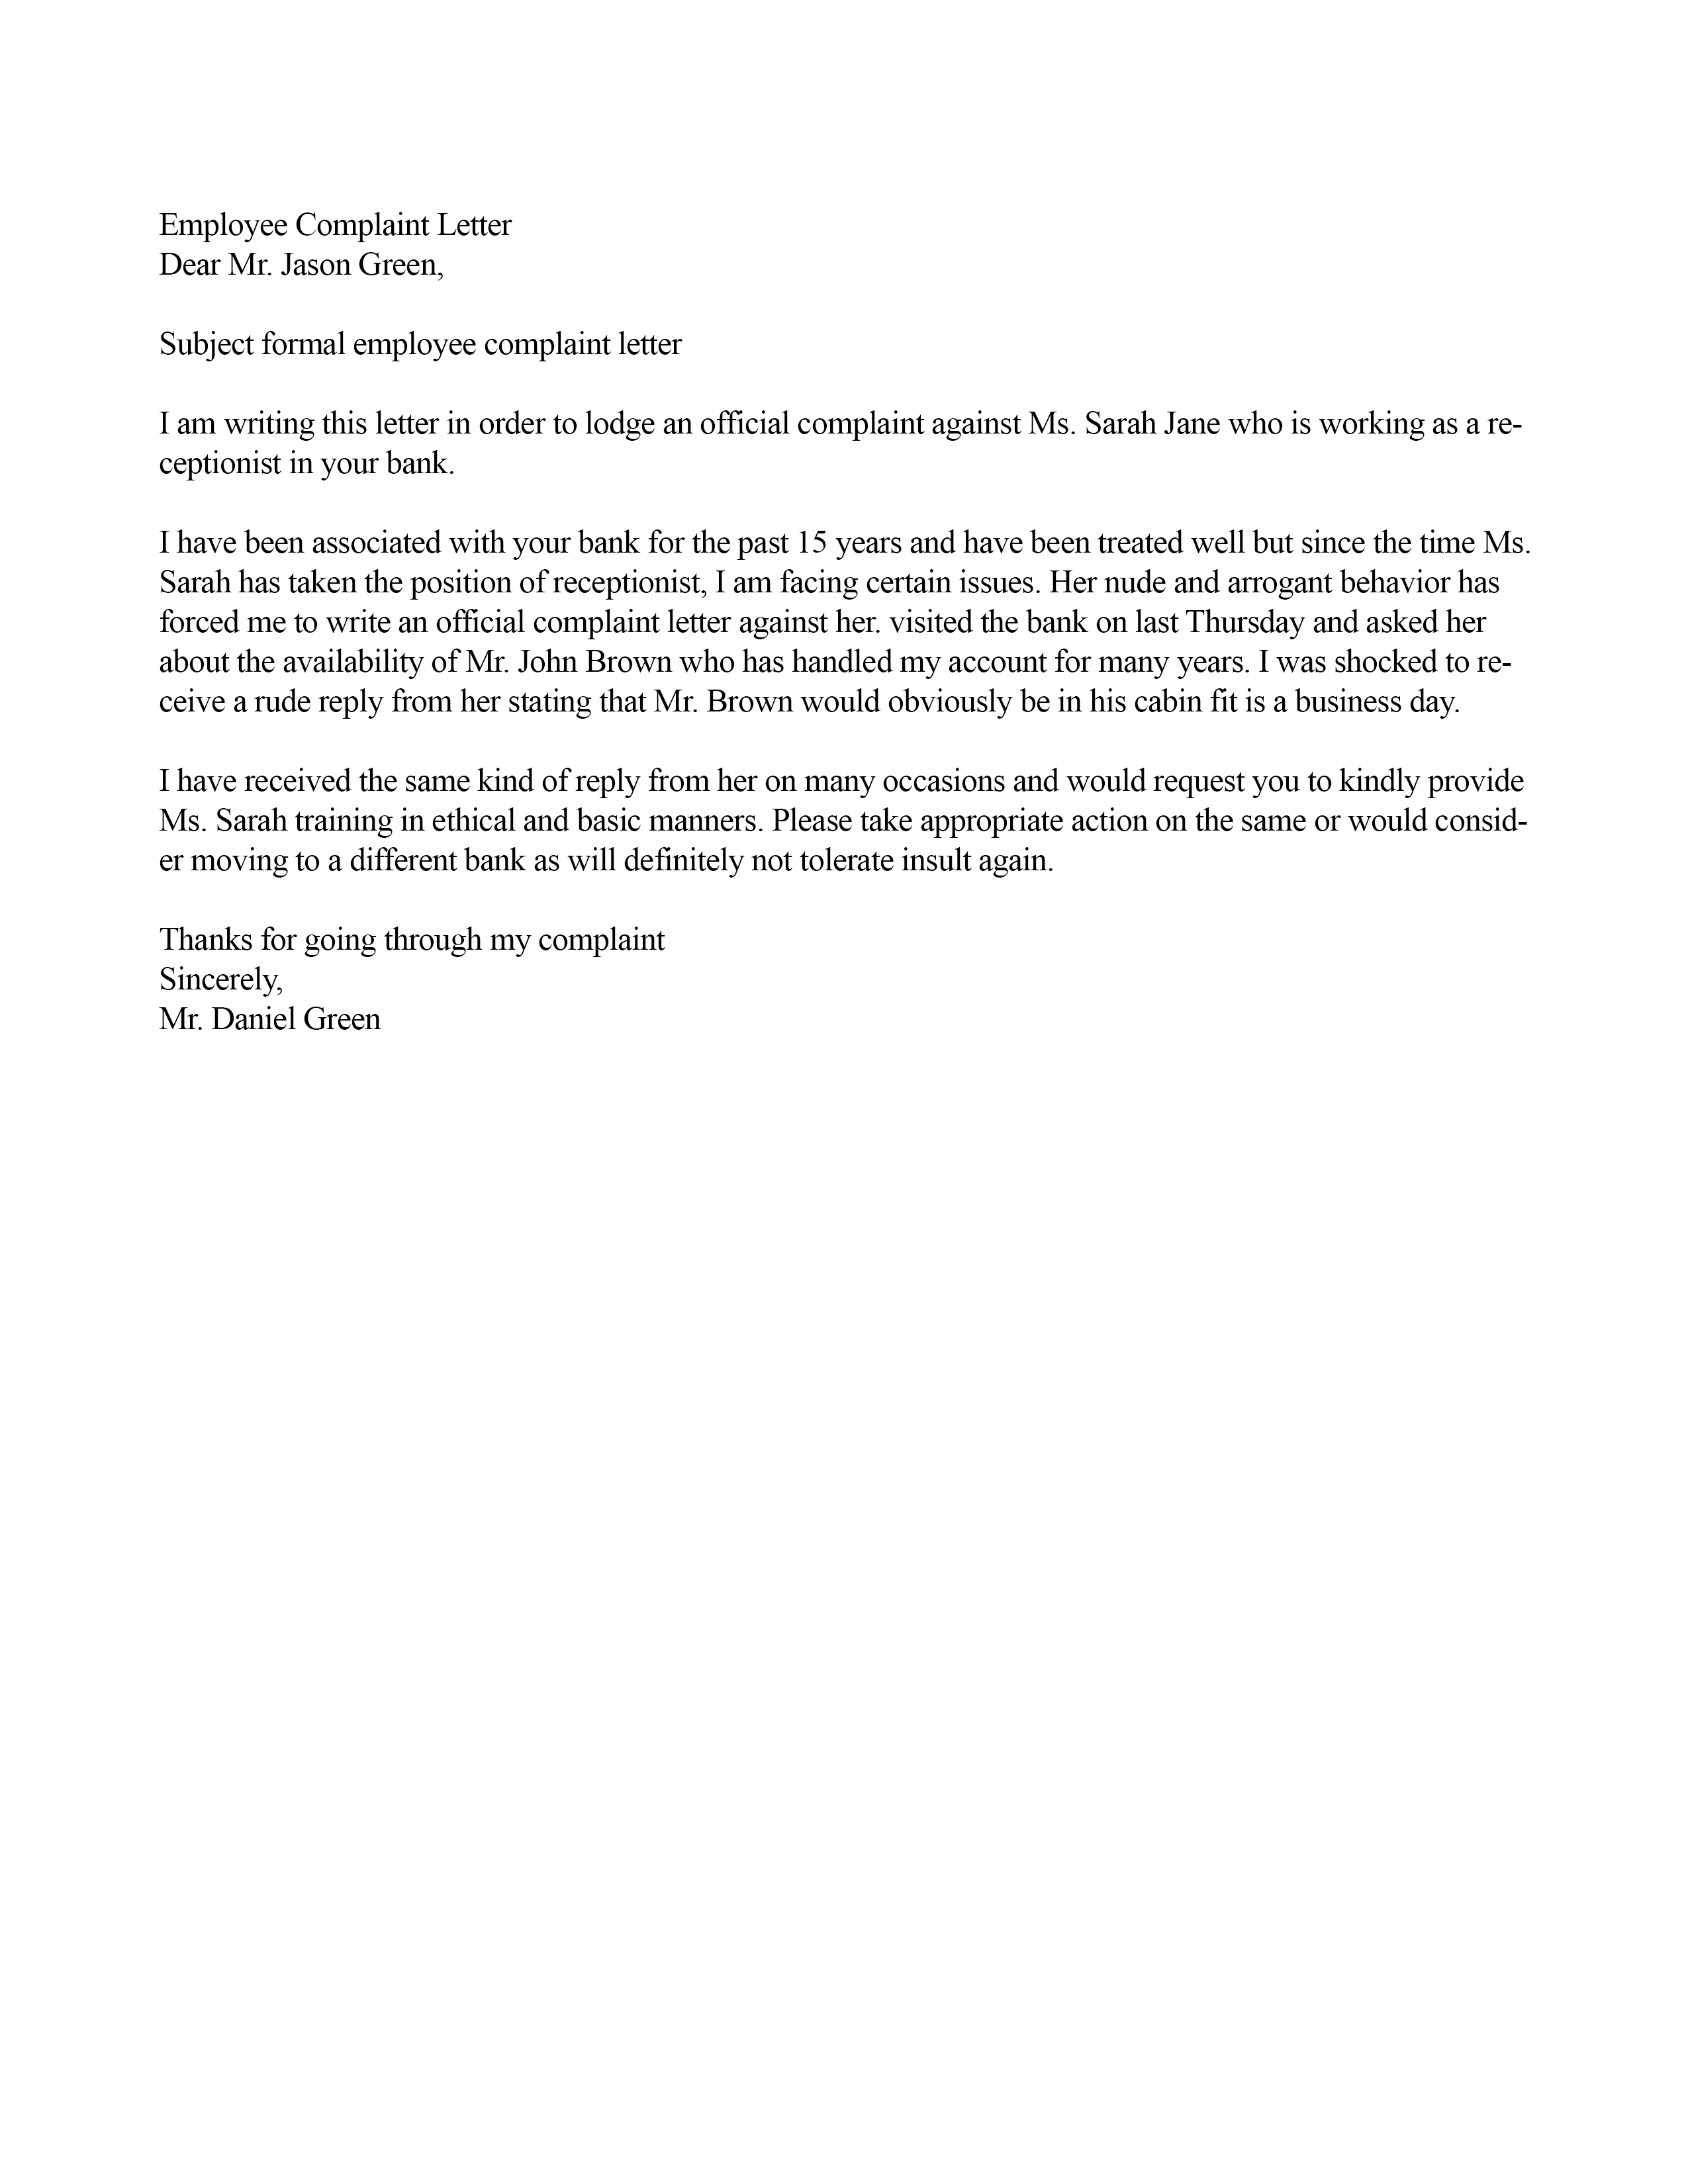 Employee Complaint Letter
Dear Mr. Jason Green,
Subject formal employee complaint letter
I am writing this letter in order to lodge an official complaint against Ms. Sarah Jane who is working as a re-
ceptionist in your bank.
I have been associated with your bank for the past 15 years and have been treated well but since the time Ms.
Sarah has taken the position of receptionist, I am facing certain issues. Her nude and arrogant behavior has
forced me to write an official complaint letter against her. visited the bank on last Thursday and asked her
about the availability of Mr. John Brown who has handled my account for many years. I was shocked to re-
ceive a rude reply from her stating that Mr. Brown would obviously be in his cabin fit is a business day.
I have received the same kind of reply from her on many occasions and would request you to kindly provide
Ms. Sarah training in ethical and basic manners. Please take appropriate action on the same or would consid-
er moving to a different bank as will definitely not tolerate insult again.
Thanks for going through my complaint
Sincerely,
Mr. Daniel Green